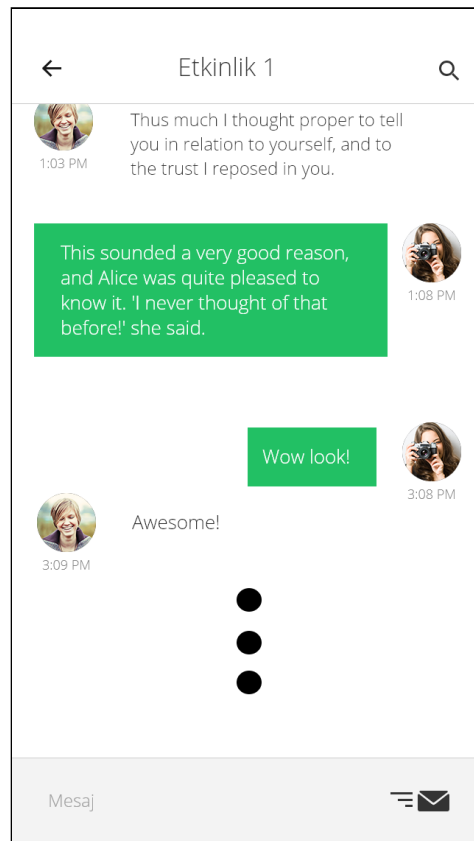 Etkinlik 1
Thus much I thought proper to tell
you in relation to yourself, and to
the trust I reposed in you.
1:03 PM
This sounded a very good reason,
and Alice was quite pleased to
know it. 'I never thought of that
before!' she said.
1:08 PM
Wow look!
3:08 PM
Awesome!
3:09 PM
Mesaj